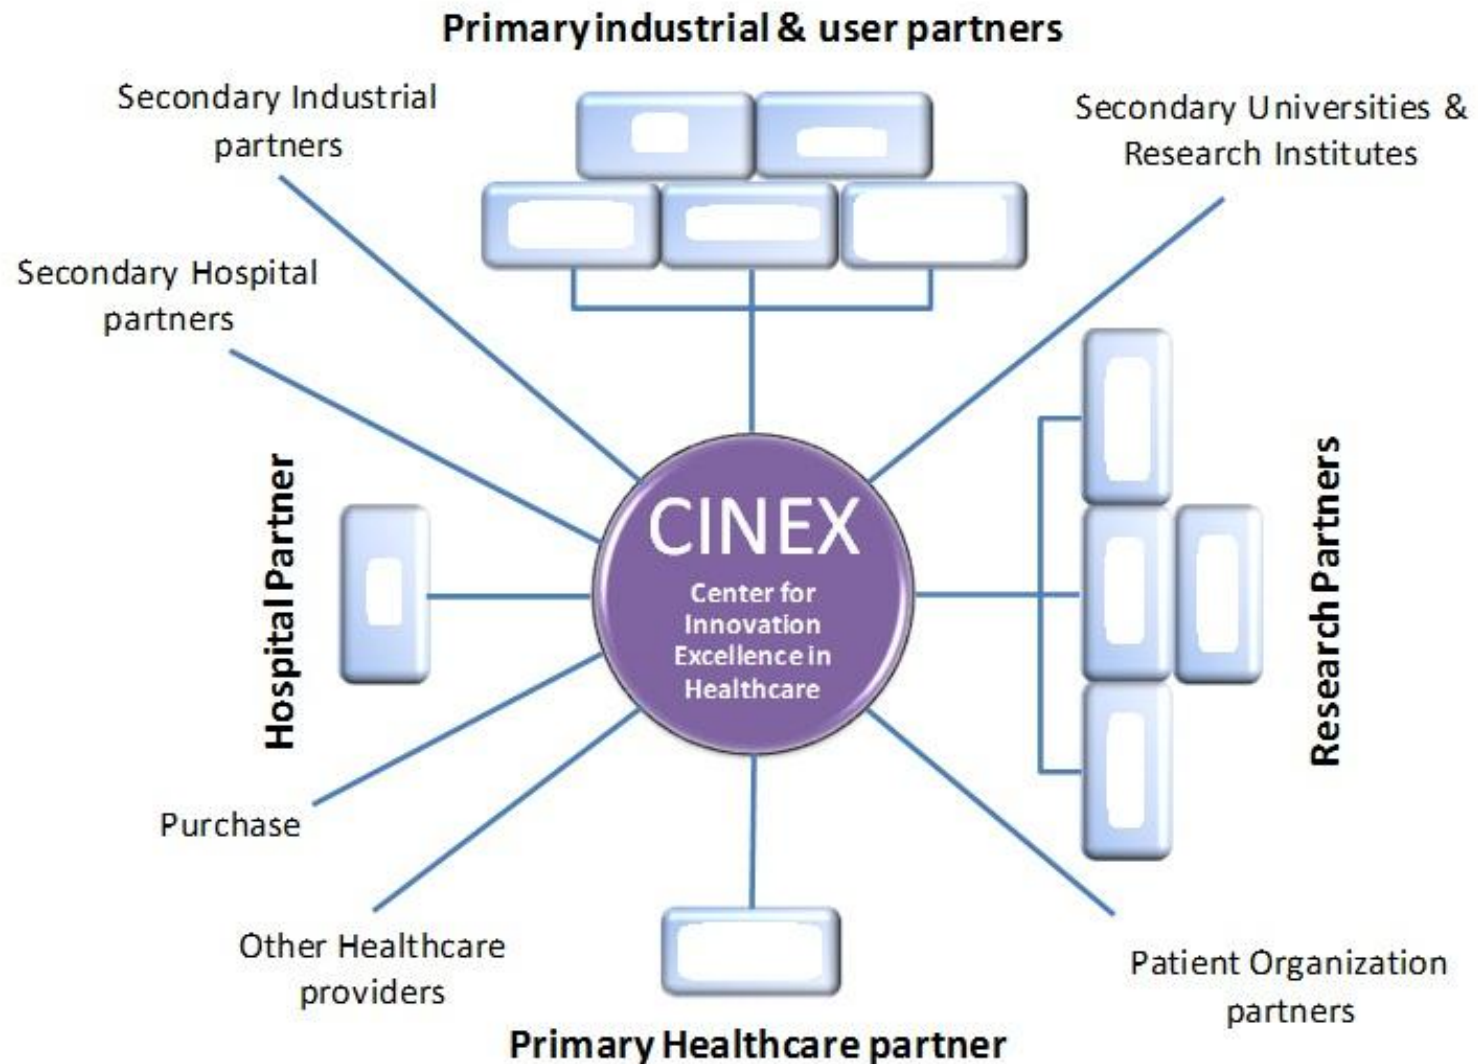 Primary industrial & user partners
Secondary Industrial
partners
Secondary Universities &
Research Institutes
Secondary Hospital
partners
Hospital Partner
CINEX
Center for
Innovation
Excellence in
Healthcare
Research Partners
Purchase
Other Healthcare
providers
Patient Organization
partners
Primary Healthcare partner